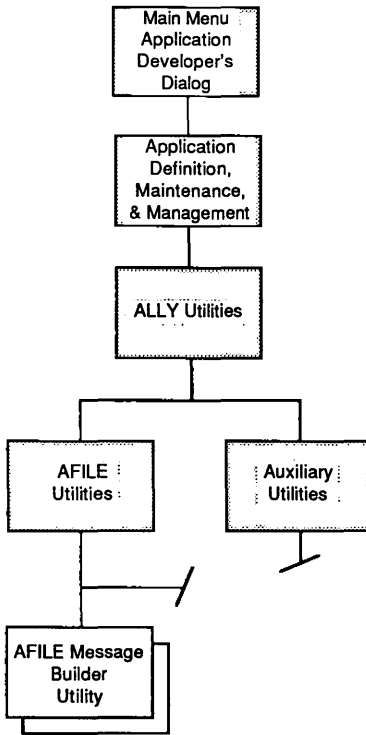 Main Menu
Application
Developer's
Dialog
Application
Definition,
Maintenance,
& Management
ALLY Utilities
AFILE
Utilities
Auxiliary
Utilities
AFILE Message
Builder
Utility